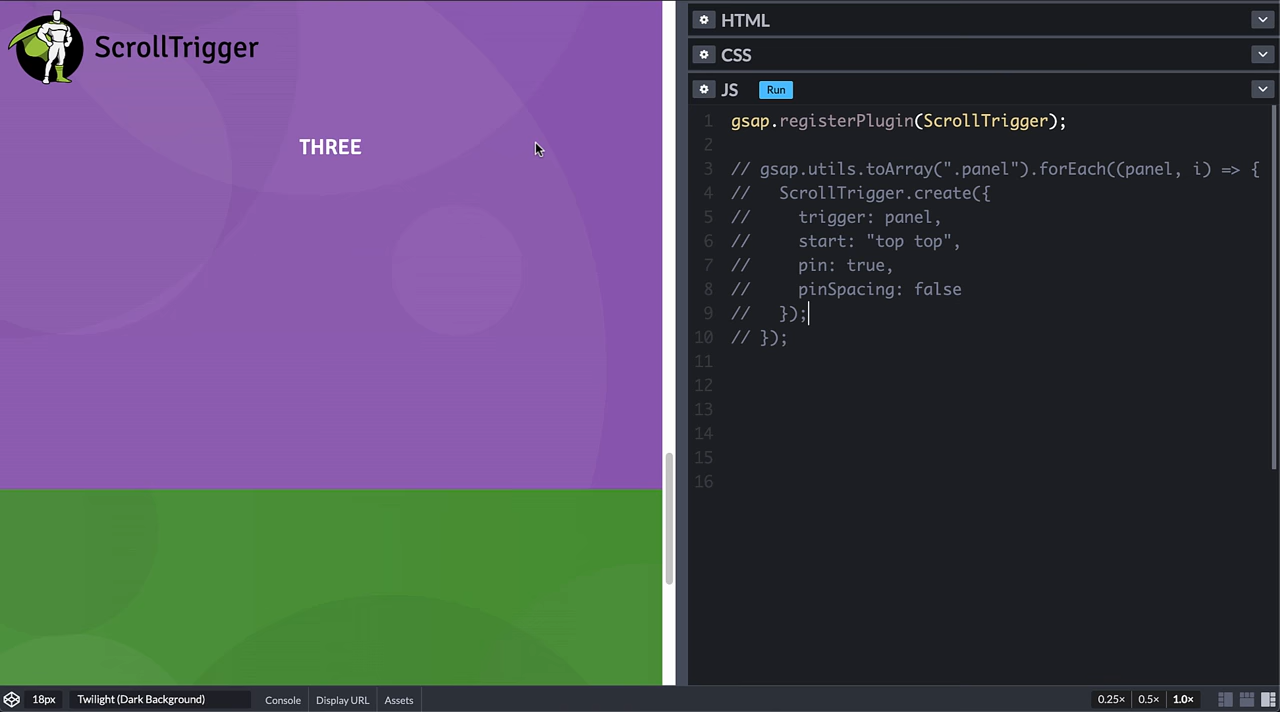 ScrollTrigger
THREE
HTML
CSS
JS Run
1 gsap.registerPlugin(ScrollTrigger);
2
3 // gsap.utils.toArray(".panel").forEach((panel, i) => {
4 //   ScrollTrigger.create({
5 //     trigger: panel,
6 //     start: "top top",
7 //     pin: true,
8 //     pinSpacing: false
9 //   });
10 // });
11
12
13
14
15
16
18px Twilight (Dark Background) Console Display URL Assets 0.25× 0.5× 1.0×